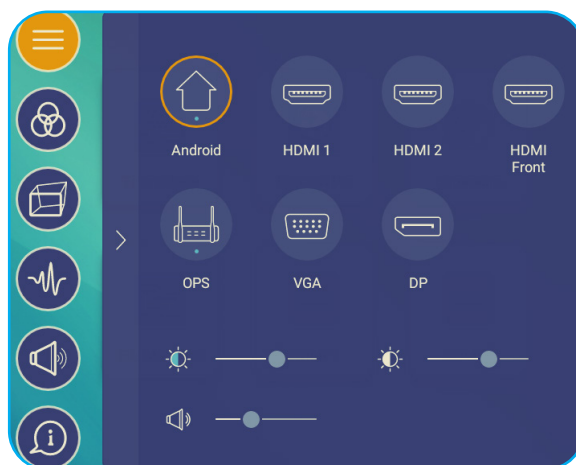 Android
HDMI 1
HDMI 2
HDMI
Front
OPS
VGA
DP